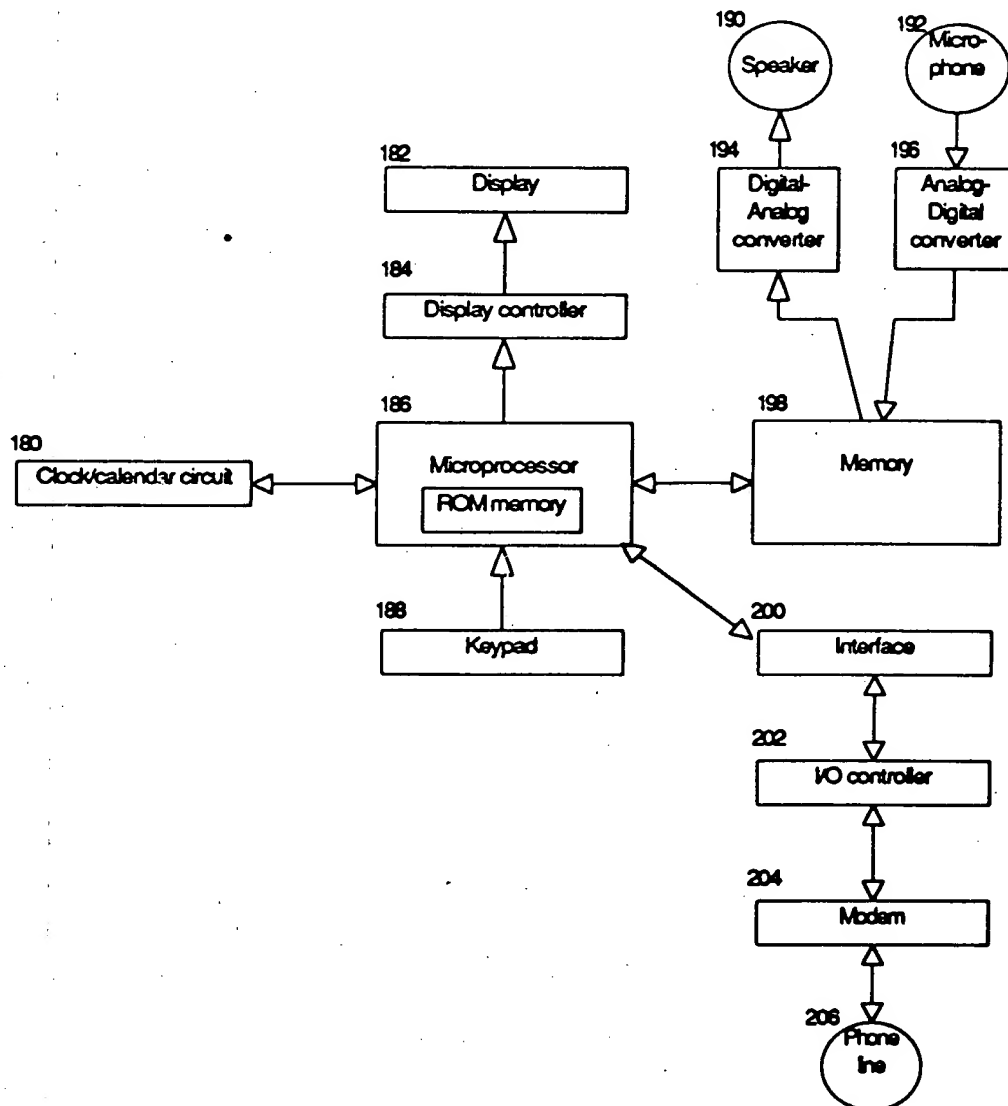 190
Speaker
192
Micro-
phone
182
Display
194
Digital-
Analog
converter
196
Analog-
Digital
converter
184
Display controller
186
Microprocessor
ROM memory
198
Memory
180
Clock/calendar circuit
188
Keypad
200
Interface
202
I/O controller
204
Modem
206
Phone
line